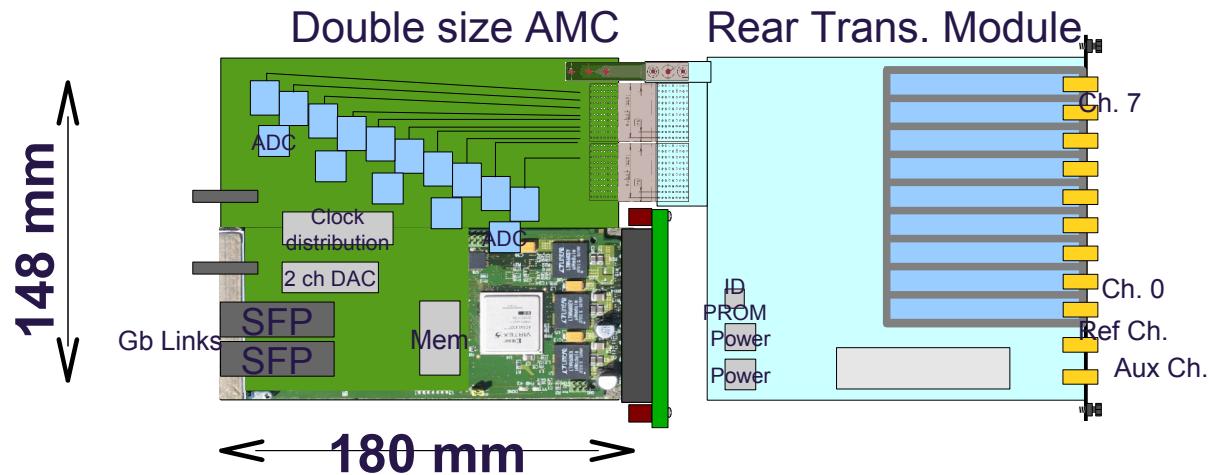 Double size AMC
Rear Trans. Module
Ch. 7
ADC
148 mm
Clock
distribution
ADC
2 ch DAC
ID
PROM
Ch. 0
Gb Links
SFP
Mem
Power
Ref Ch.
SFP
Power
Aux Ch.
180 mm